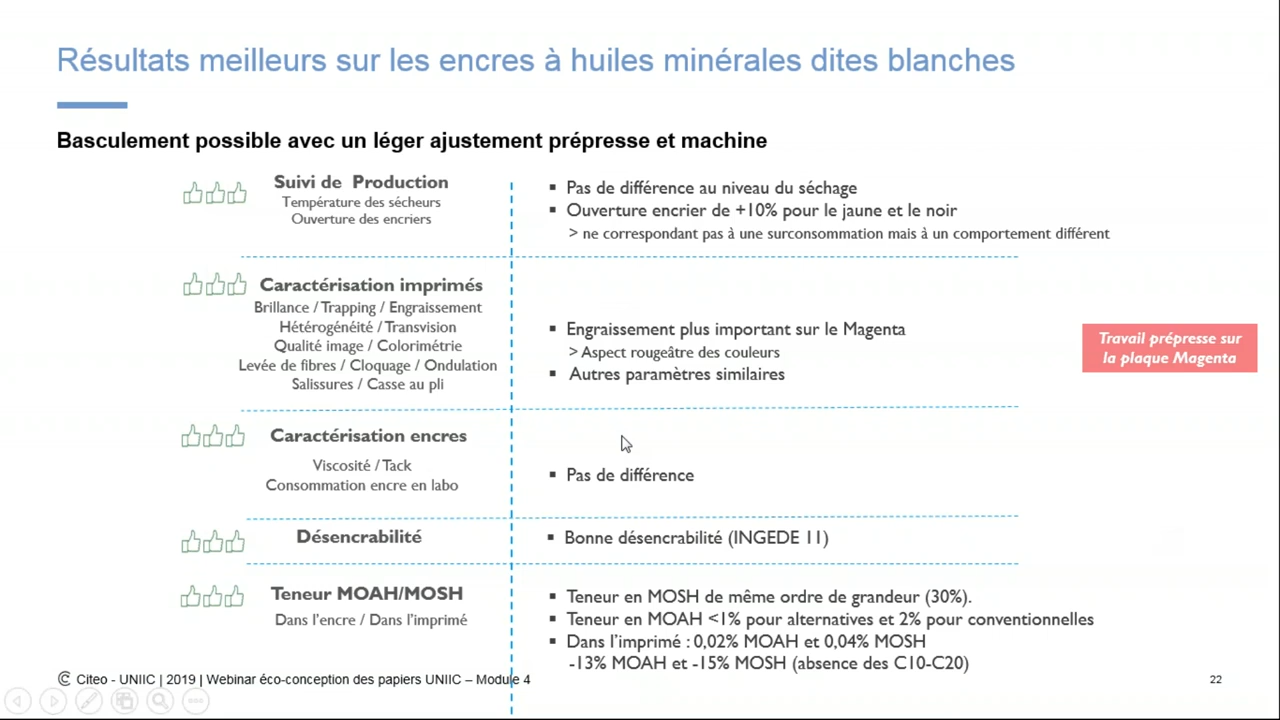 Résultats meilleurs sur les encres à huiles minérales dites blanches
Basculement possible avec un léger ajustement prépresse et machine
Suivi de Production
Température des sécheurs
Ouverture des encriers
▪ Pas de différence au niveau du séchage
▪ Ouverture encrier de +10% pour le jaune et le noir
> ne correspondant pas à une surconsommation mais à un comportement différent
Caractérisation imprimés
Brillance / Trapping / Engraissement
Hétérogénéité / Transvision
Qualité image / Colorimétrie
Levée de fibres / Cloquage / Ondulation
Salissures / Casse au pli
▪ Engraissement plus important sur le Magenta
> Aspect rougeâtre des couleurs
▪ Autres paramètres similaires
Travail prépresse sur
la plaque Magenta
Caractérisation encres
Viscosité / Tack
Consommation encre en labo
▪ Pas de différence
Désencrabilité
▪ Bonne désencrabilité (INGEDE 11)
Teneur MOAH/MOSH
Dans l'encre / Dans l'imprimé
▪ Teneur en MOSH de même ordre de grandeur (30%).
▪ Teneur en MOAH <1% pour alternatives et 2% pour conventionnelles
▪ Dans l'imprimé : 0,02% MOAH et 0,04% MOSH
-13% MOAH et -15% MOSH (absence des C10-C20)
Citeo - UNIIC | 2019 | Webinar éco-conception des papiers UNIIC – Module 4
22